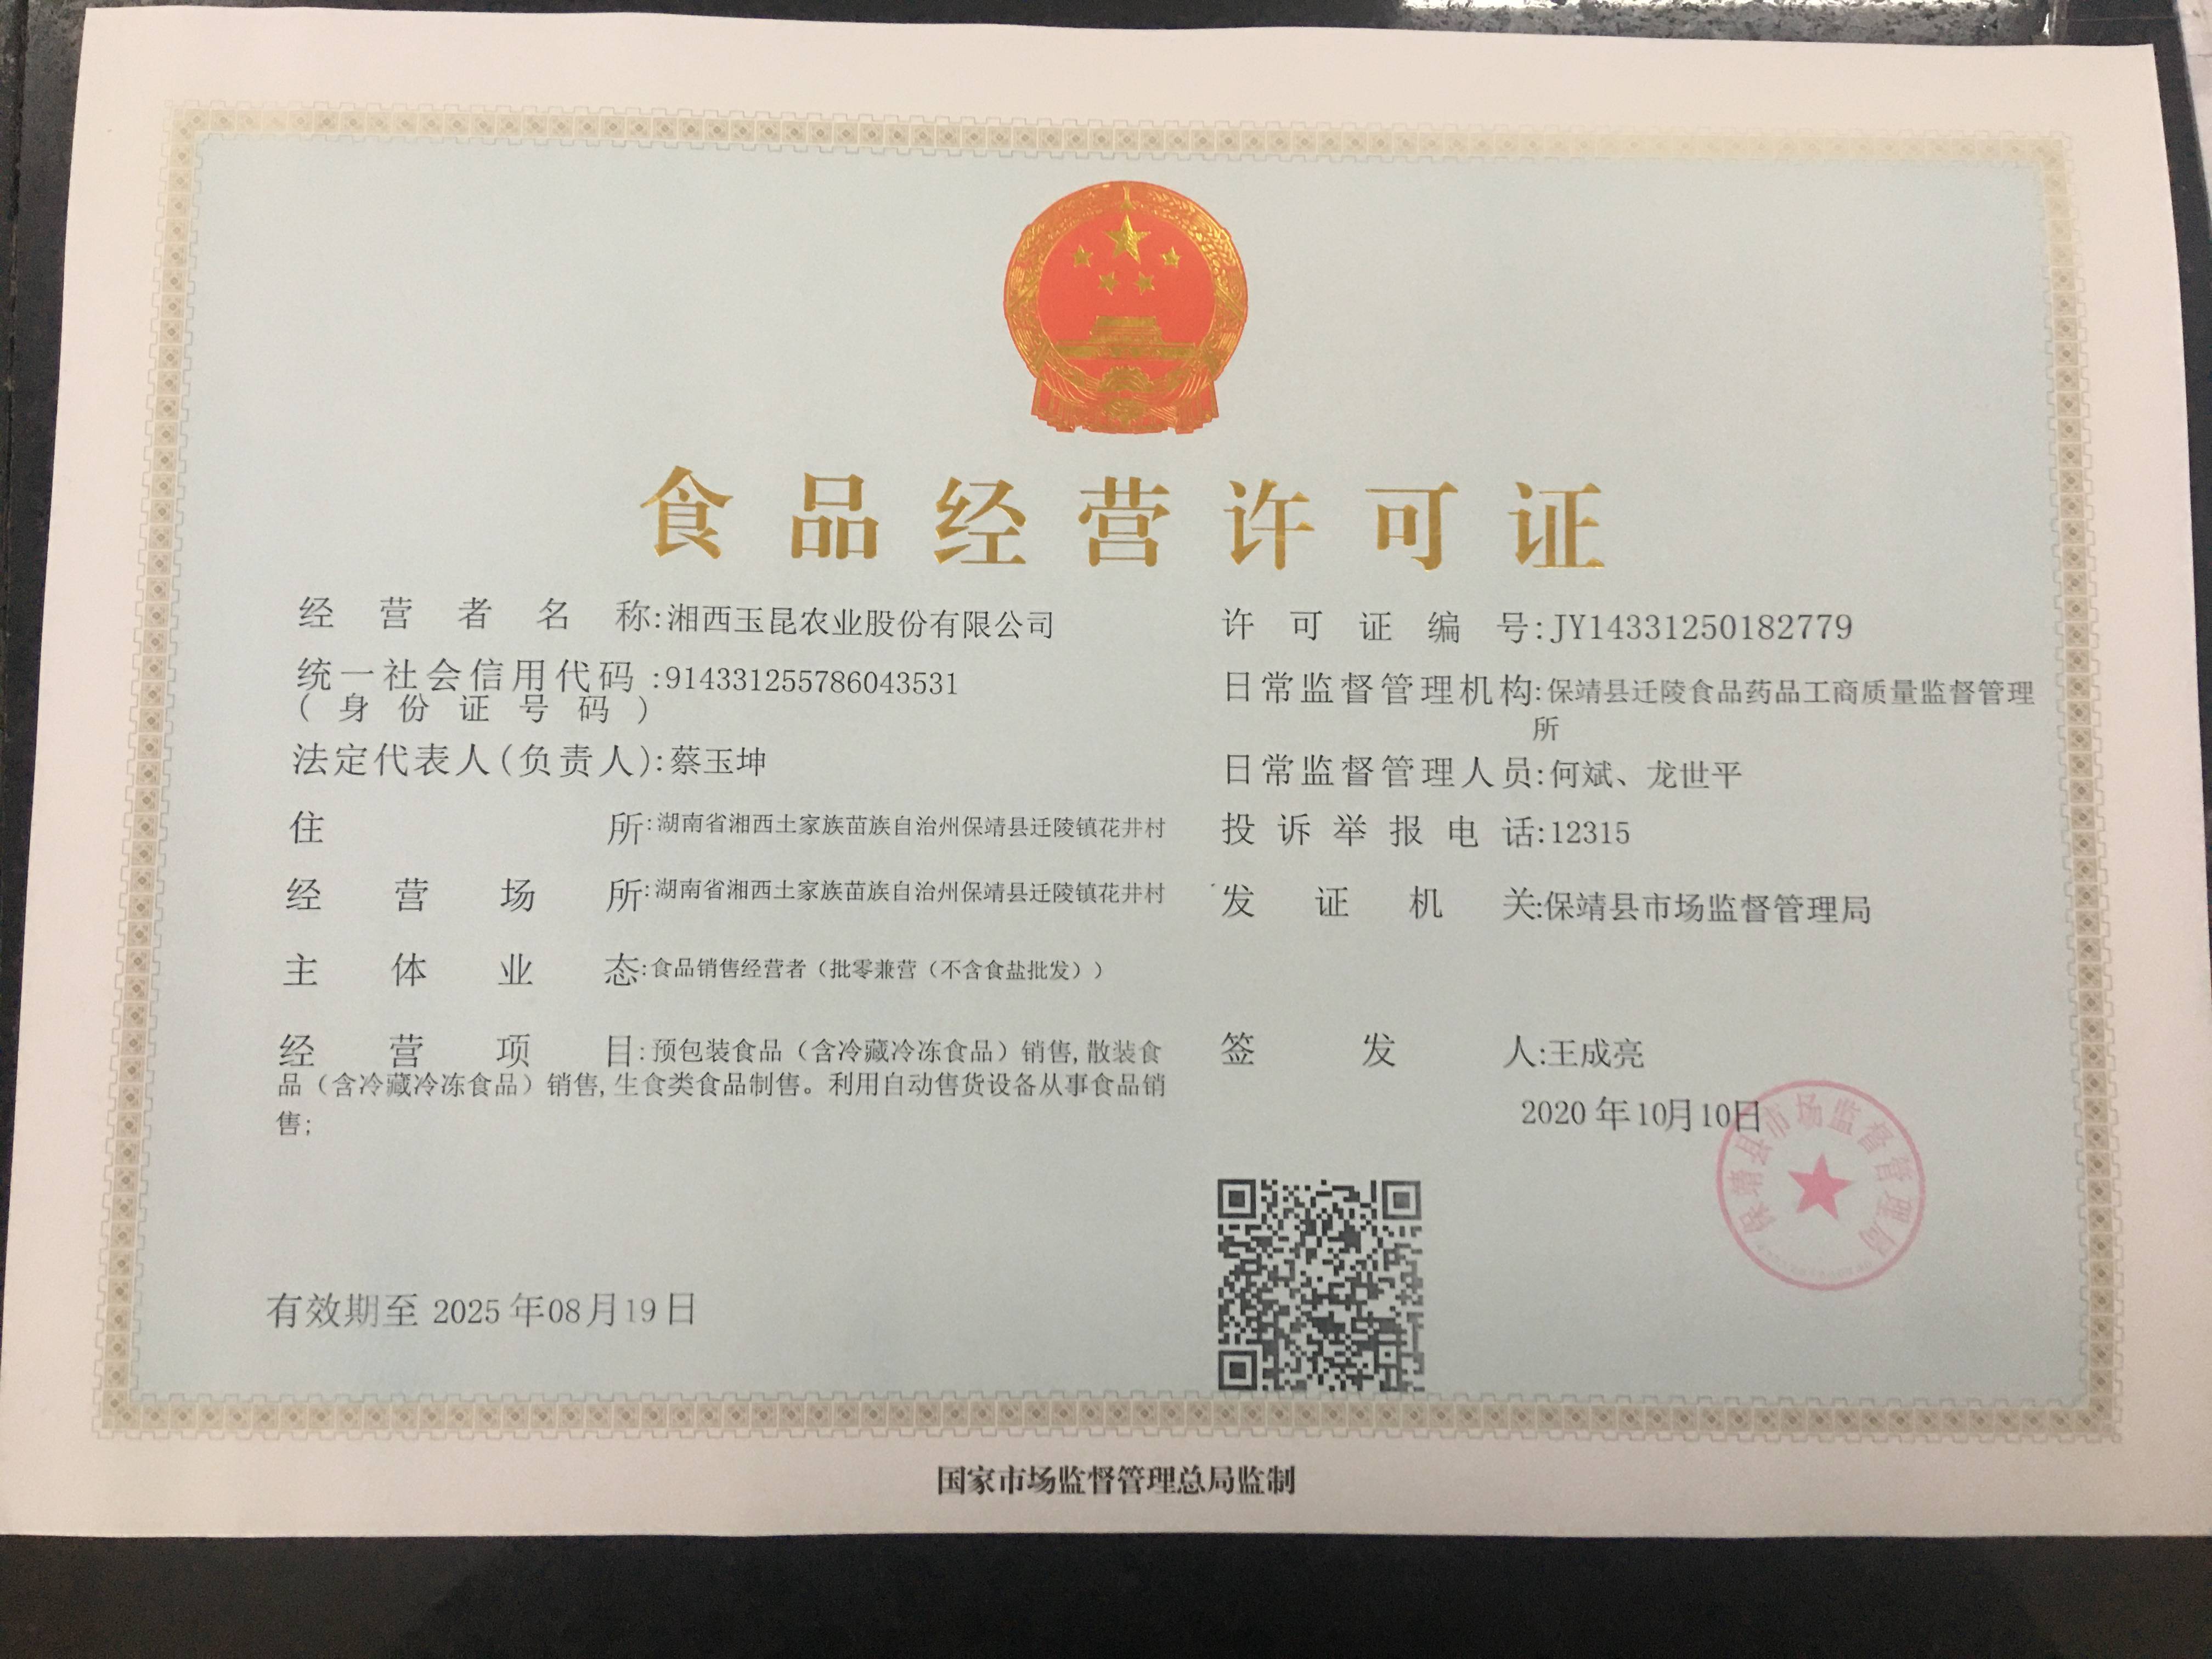 食品经营许可证
经营者名称:湘西玉昆农业股份有限公司
统一社会信用代码:914331255786043531
(身份证号码)
法定代表人(负责人):蔡玉坤
住所:湖南省湘西土家族苗族自治州保靖县迁陵镇花井村
经营场所:湖南省湘西土家族苗族自治州保靖县迁陵镇花井村
主体业态:食品销售经营者（批零兼营（不含食盐批发））
经营项目:预包装食品（含冷藏冷冻食品）销售,散装食
品（含冷藏冷冻食品）销售,生食类食品制售。利用自动售货设备从事食品销
售;
有效期至 2025年08月19日
许可证编号:JY14331250182779
日常监督管理机构:保靖县迁陵食品药品工商质量监督管理
所
日常监督管理人员:何斌、龙世平
投诉举报电话:12315
发证机关:保靖县市场监督管理局
签发人:王成亮
2020年10月10日
保靖县市场监督管理局
国家市场监督管理总局监制